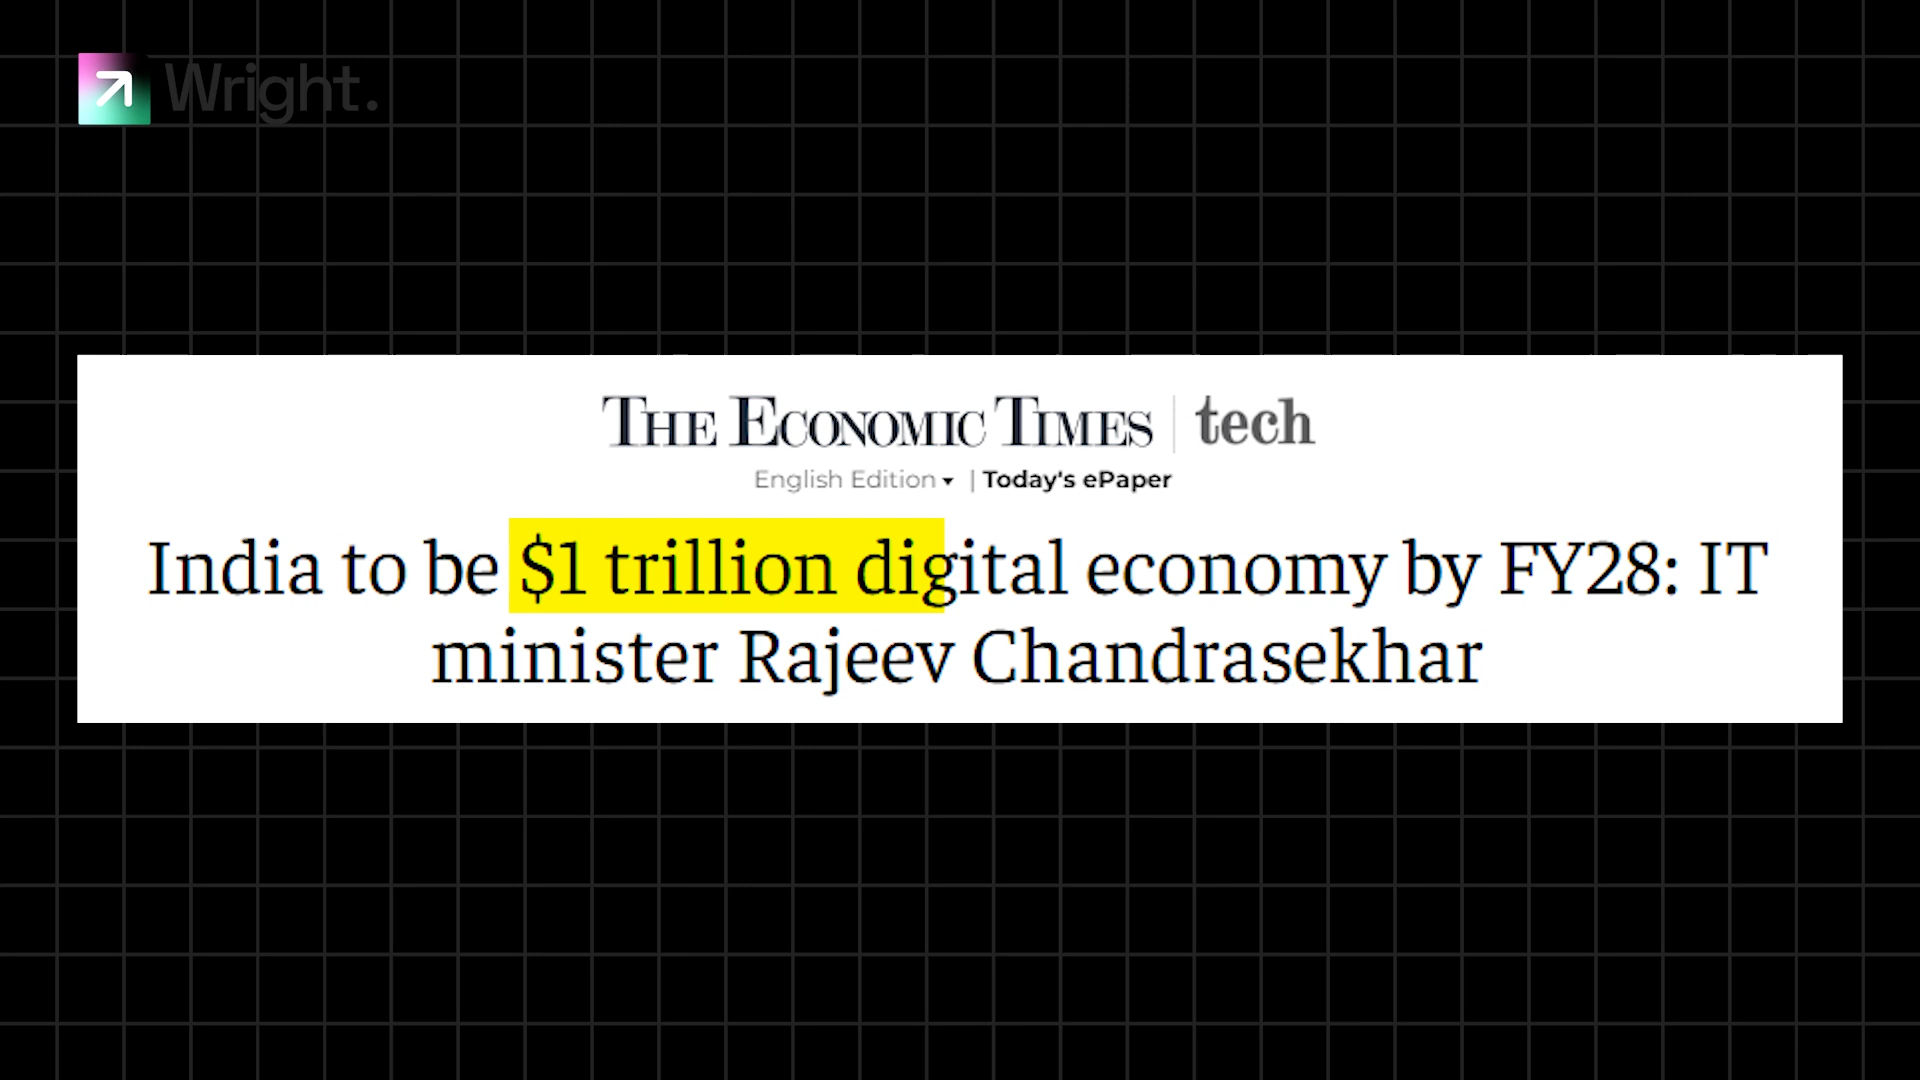 Wright.
THE ECONOMIC TIMES | tech
English Edition ▾ | Today's ePaper
India to be $1 trillion digital economy by FY28: IT
minister Rajeev Chandrasekhar